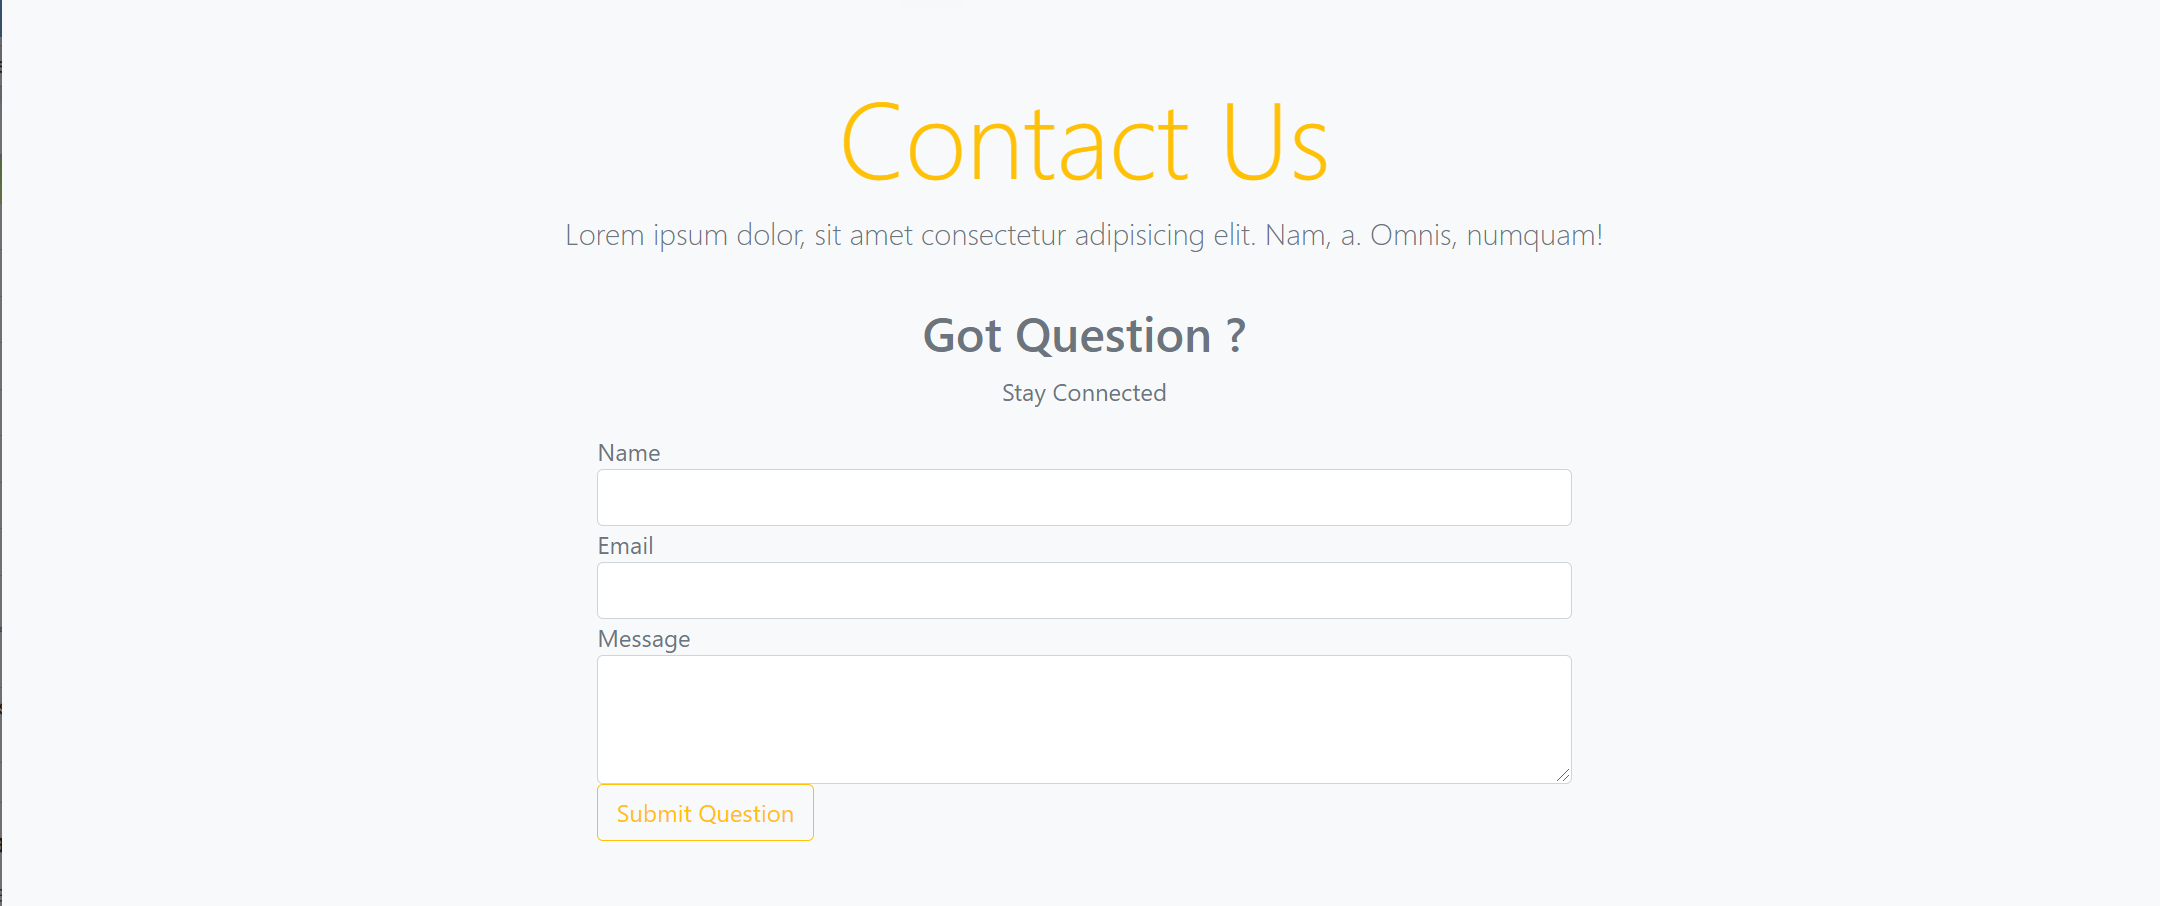 Contact Us
Lorem ipsum dolor, sit amet consectetur adipisicing elit. Nam, a. Omnis, numquam!
Got Question ?
Stay Connected
Name
Email
Message
Submit Question